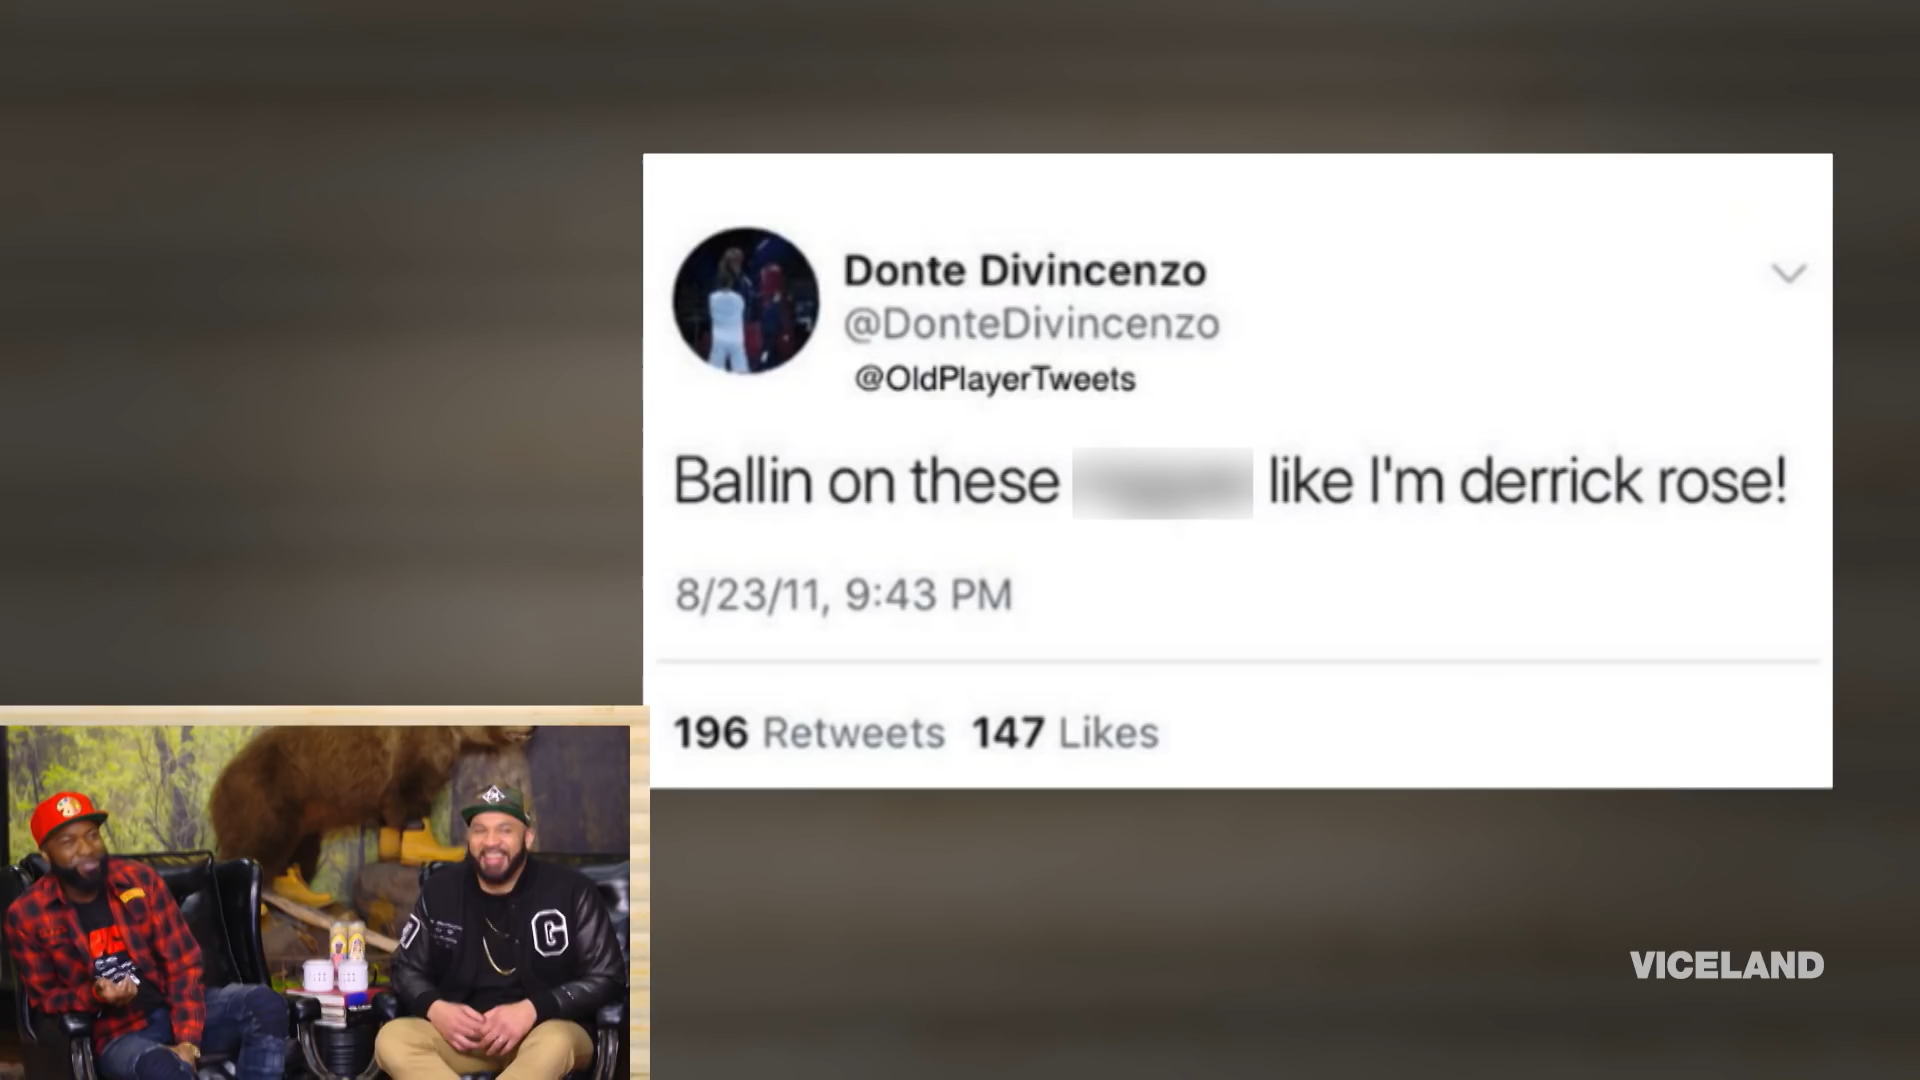 Donte Divincenzo
@DonteDivincenzo
@OldPlayerTweets
Ballin on these like I'm derrick rose!
8/23/11, 9:43 PM
196 Retweets 147 Likes
G
VICELAND